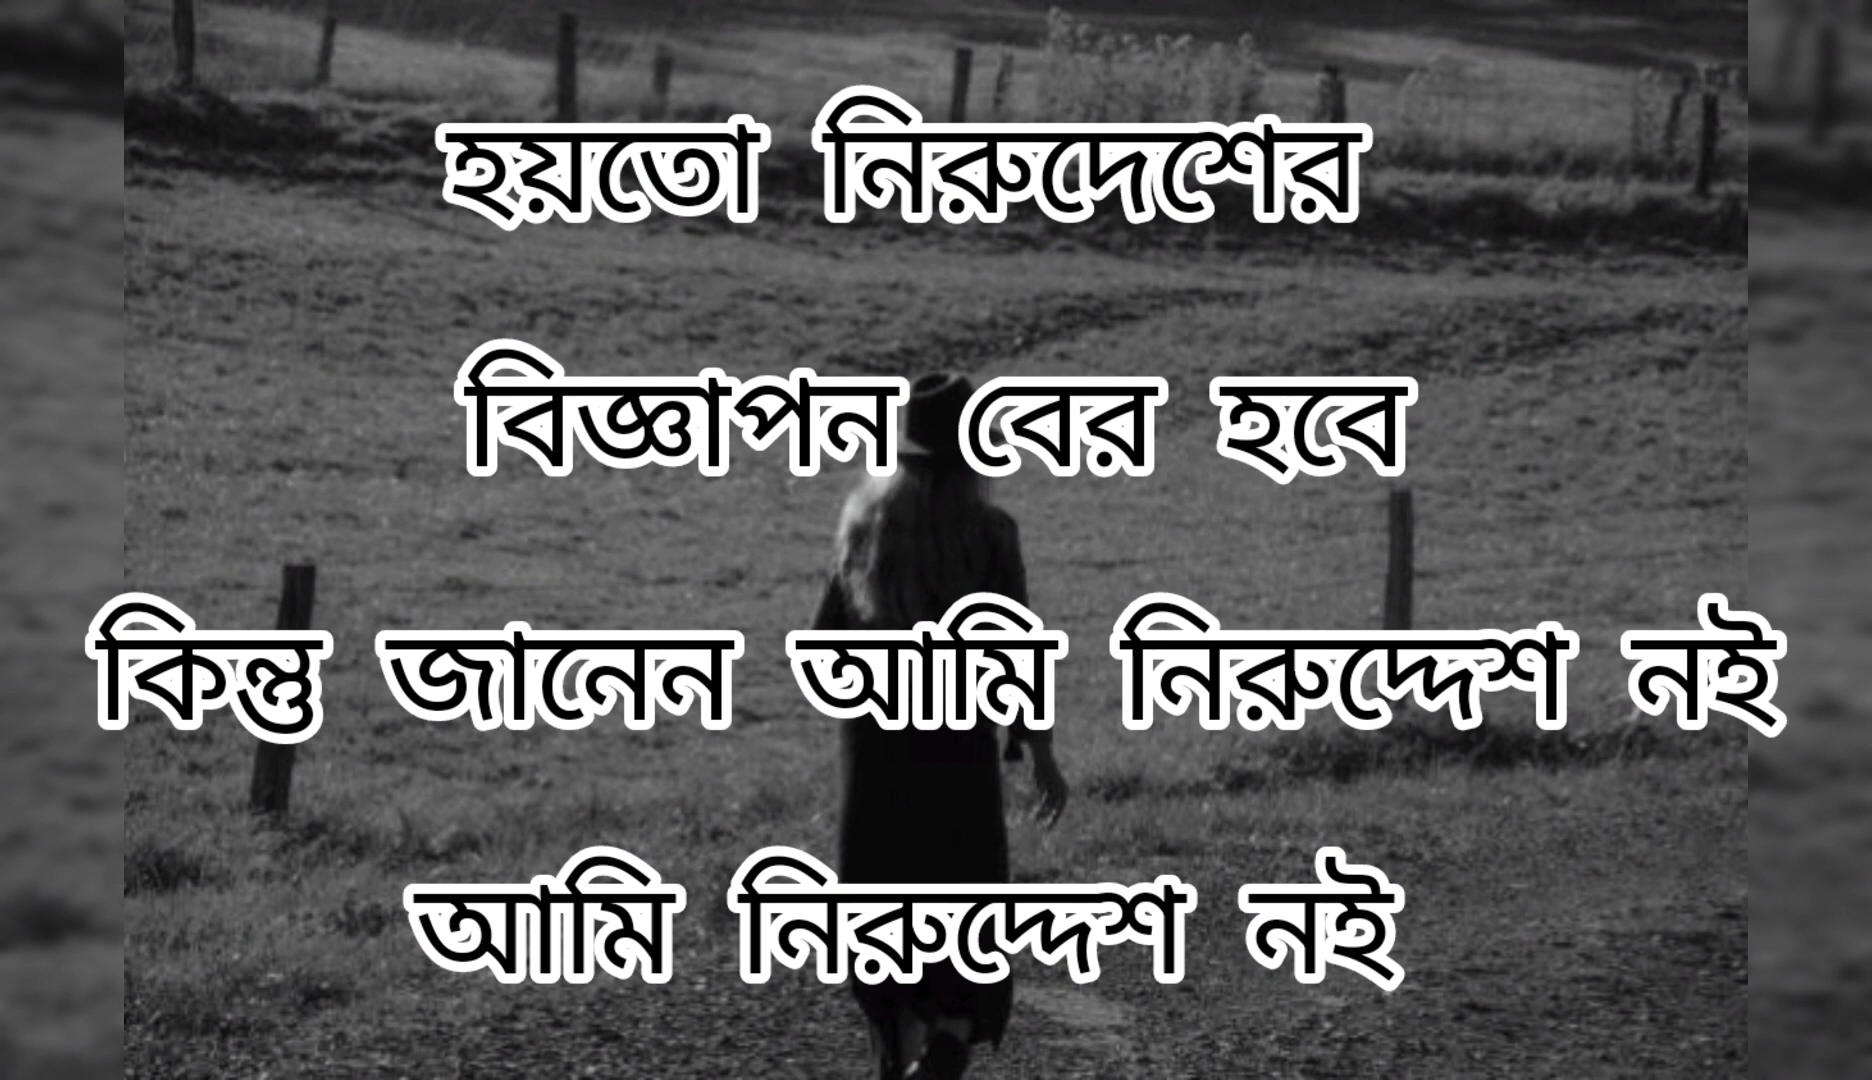 হয়তো নিরুদেশের
বিজ্ঞাপন বের হবে
কিন্তু জানেন আমি নিরুদ্দেশ নই
আমি নিরুদ্দেশ নই